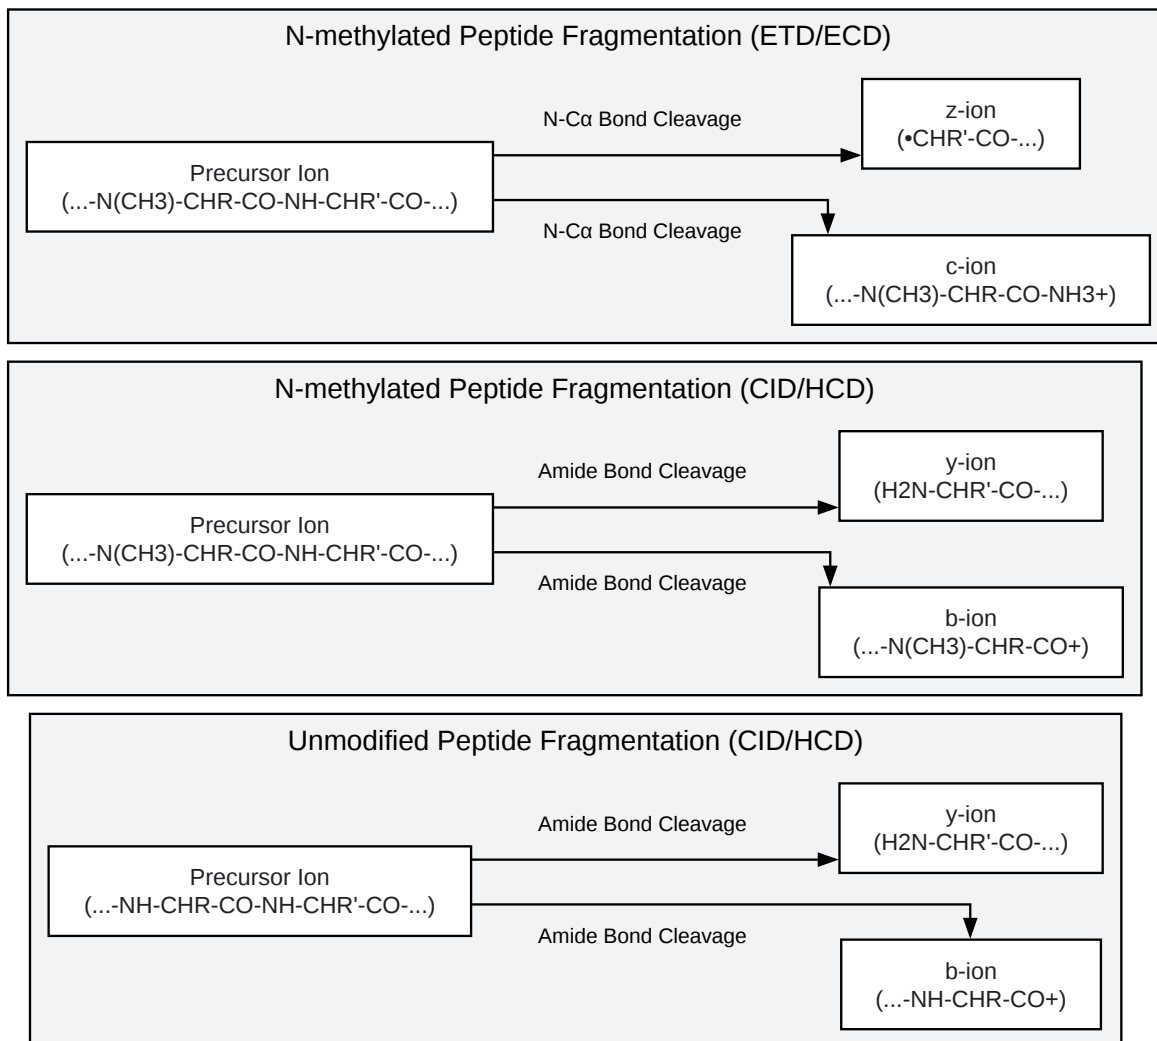 N-methylated Peptide Fragmentation (ETD/ECD)
N-Cα Bond Cleavage
z-ion
(•CHR'-CO-...)
Precursor Ion
(...-N(CH3)-CHR-CO-NH-CHR'-CO-...)
N-Cα Bond Cleavage
c-ion
(...-N(CH3)-CHR-CO-NH3+)
N-methylated Peptide Fragmentation (CID/HCD)
Amide Bond Cleavage
y-ion
(H2N-CHR'-CO-...)
Precursor Ion
(...-N(CH3)-CHR-CO-NH-CHR'-CO-...)
Amide Bond Cleavage
b-ion
(...-N(CH3)-CHR-CO+)
Unmodified Peptide Fragmentation (CID/HCD)
Amide Bond Cleavage
y-ion
(H2N-CHR'-CO-...)
Precursor Ion
(...-NH-CHR-CO-NH-CHR'-CO-...)
Amide Bond Cleavage
b-ion
(...-NH-CHR-CO+)